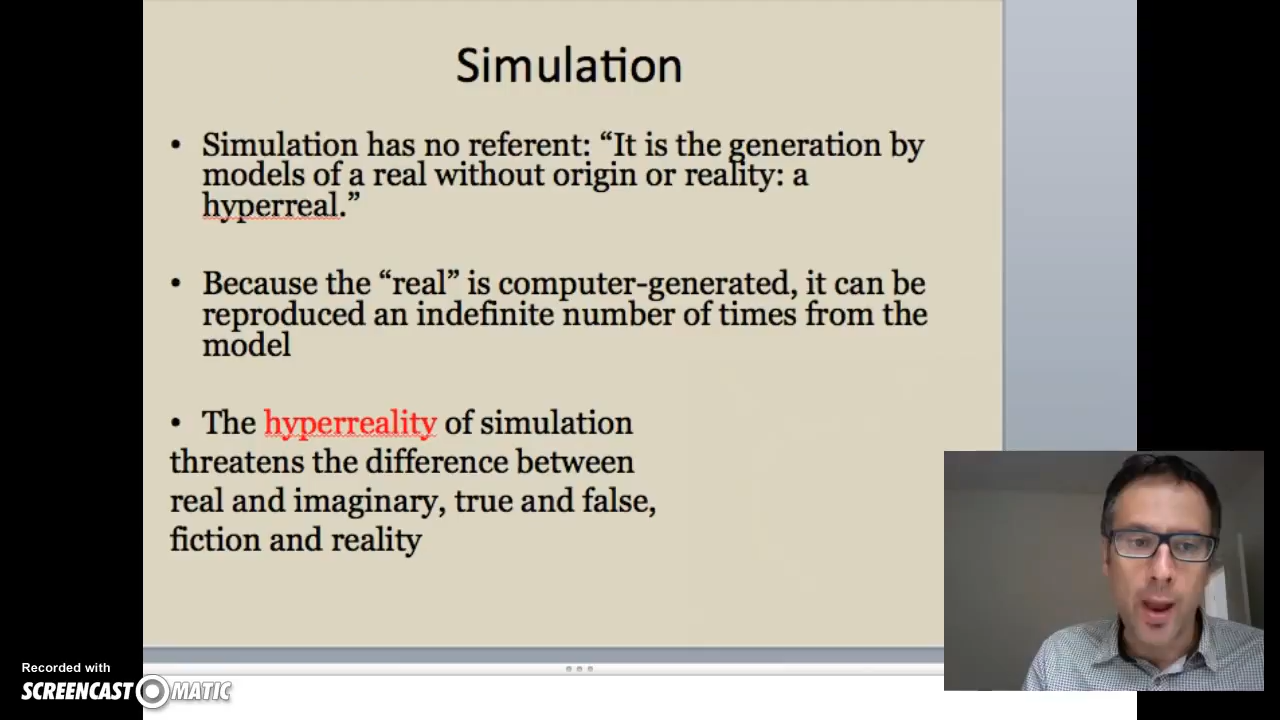 Simulation
• Simulation has no referent: “It is the generation by
models of a real without origin or reality: a
hyperreal.”
• Because the “real” is computer-generated, it can be
reproduced an indefinite number of times from the
model
• The hyperreality of simulation
threatens the difference between
real and imaginary, true and false,
fiction and reality
Recorded with
SCREENCAST MATIC